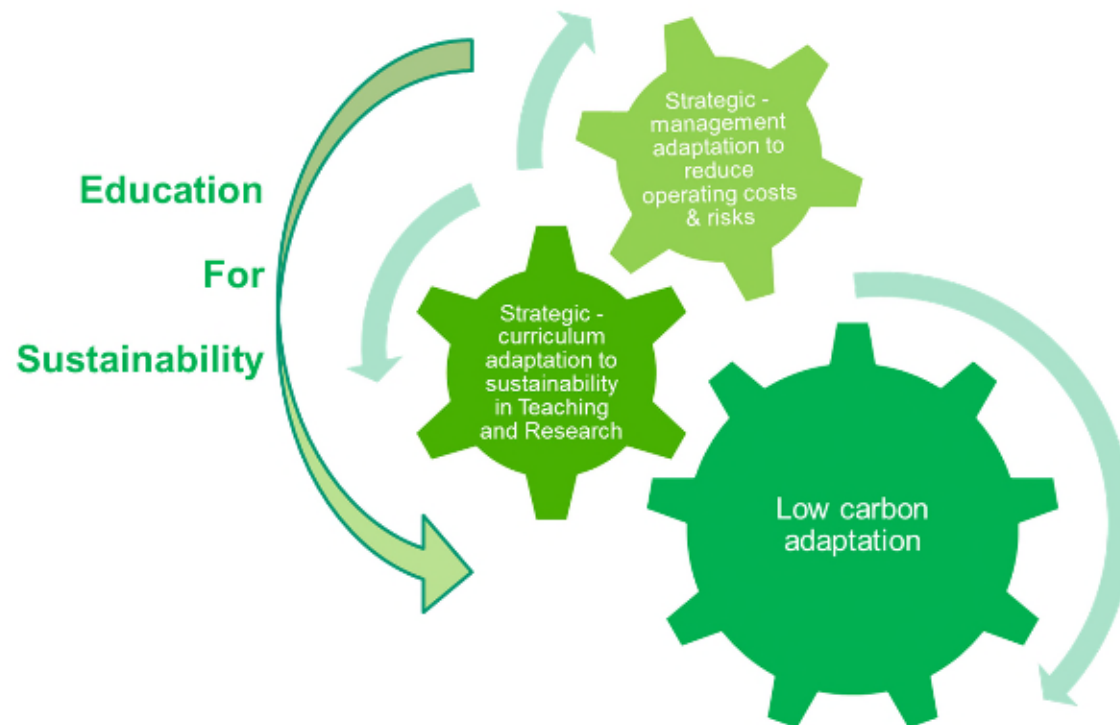 Education
For
Sustainability
Strategic -
management
adaptation to
reduce
operating costs
& risks
Strategic -
curriculum
adaptation to
sustainability
in Teaching
and Research
Low carbon
adaptation